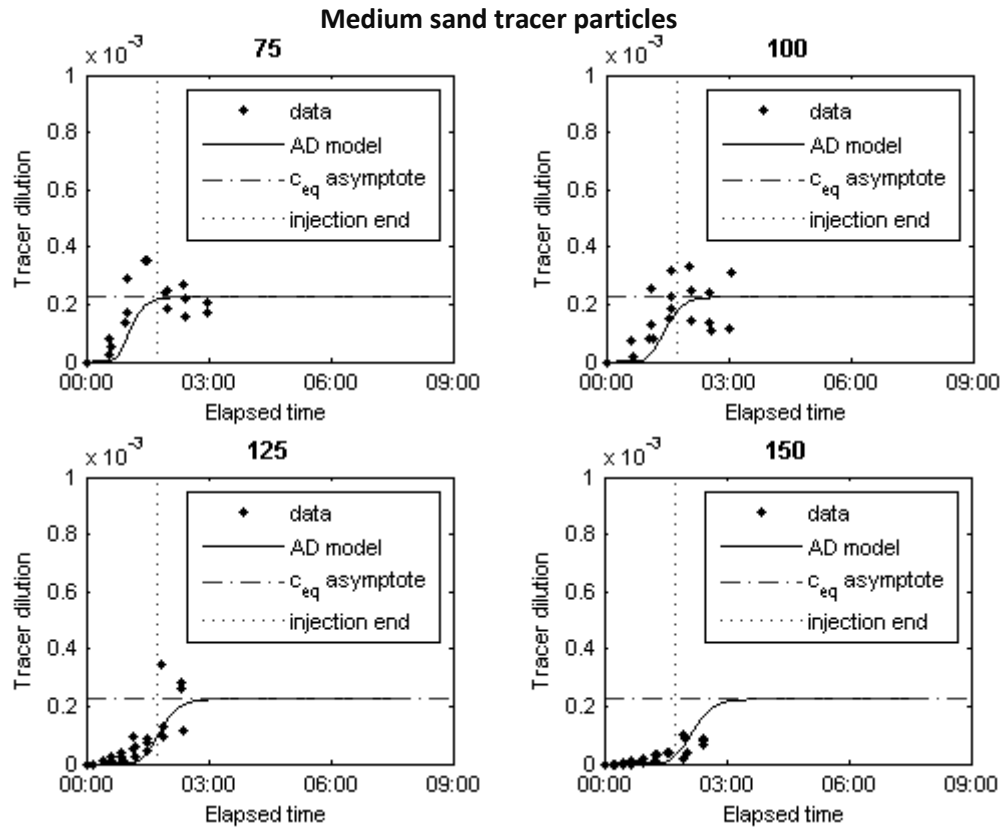 Medium sand tracer particles
× 10⁻³
75
1
0.8
0.6
0.4
0.2
0
Tracer dilution
data
AD model
c_eq asymptote
injection end
00:00 03:00 06:00 09:00
Elapsed time
× 10⁻³
100
1
0.8
0.6
0.4
0.2
0
Tracer dilution
data
AD model
c_eq asymptote
injection end
00:00 03:00 06:00 09:00
Elapsed time
× 10⁻³
125
1
0.8
0.6
0.4
0.2
0
Tracer dilution
data
AD model
c_eq asymptote
injection end
00:00 03:00 06:00 09:00
Elapsed time
× 10⁻³
150
1
0.8
0.6
0.4
0.2
0
Tracer dilution
data
AD model
c_eq asymptote
injection end
00:00 03:00 06:00 09:00
Elapsed time